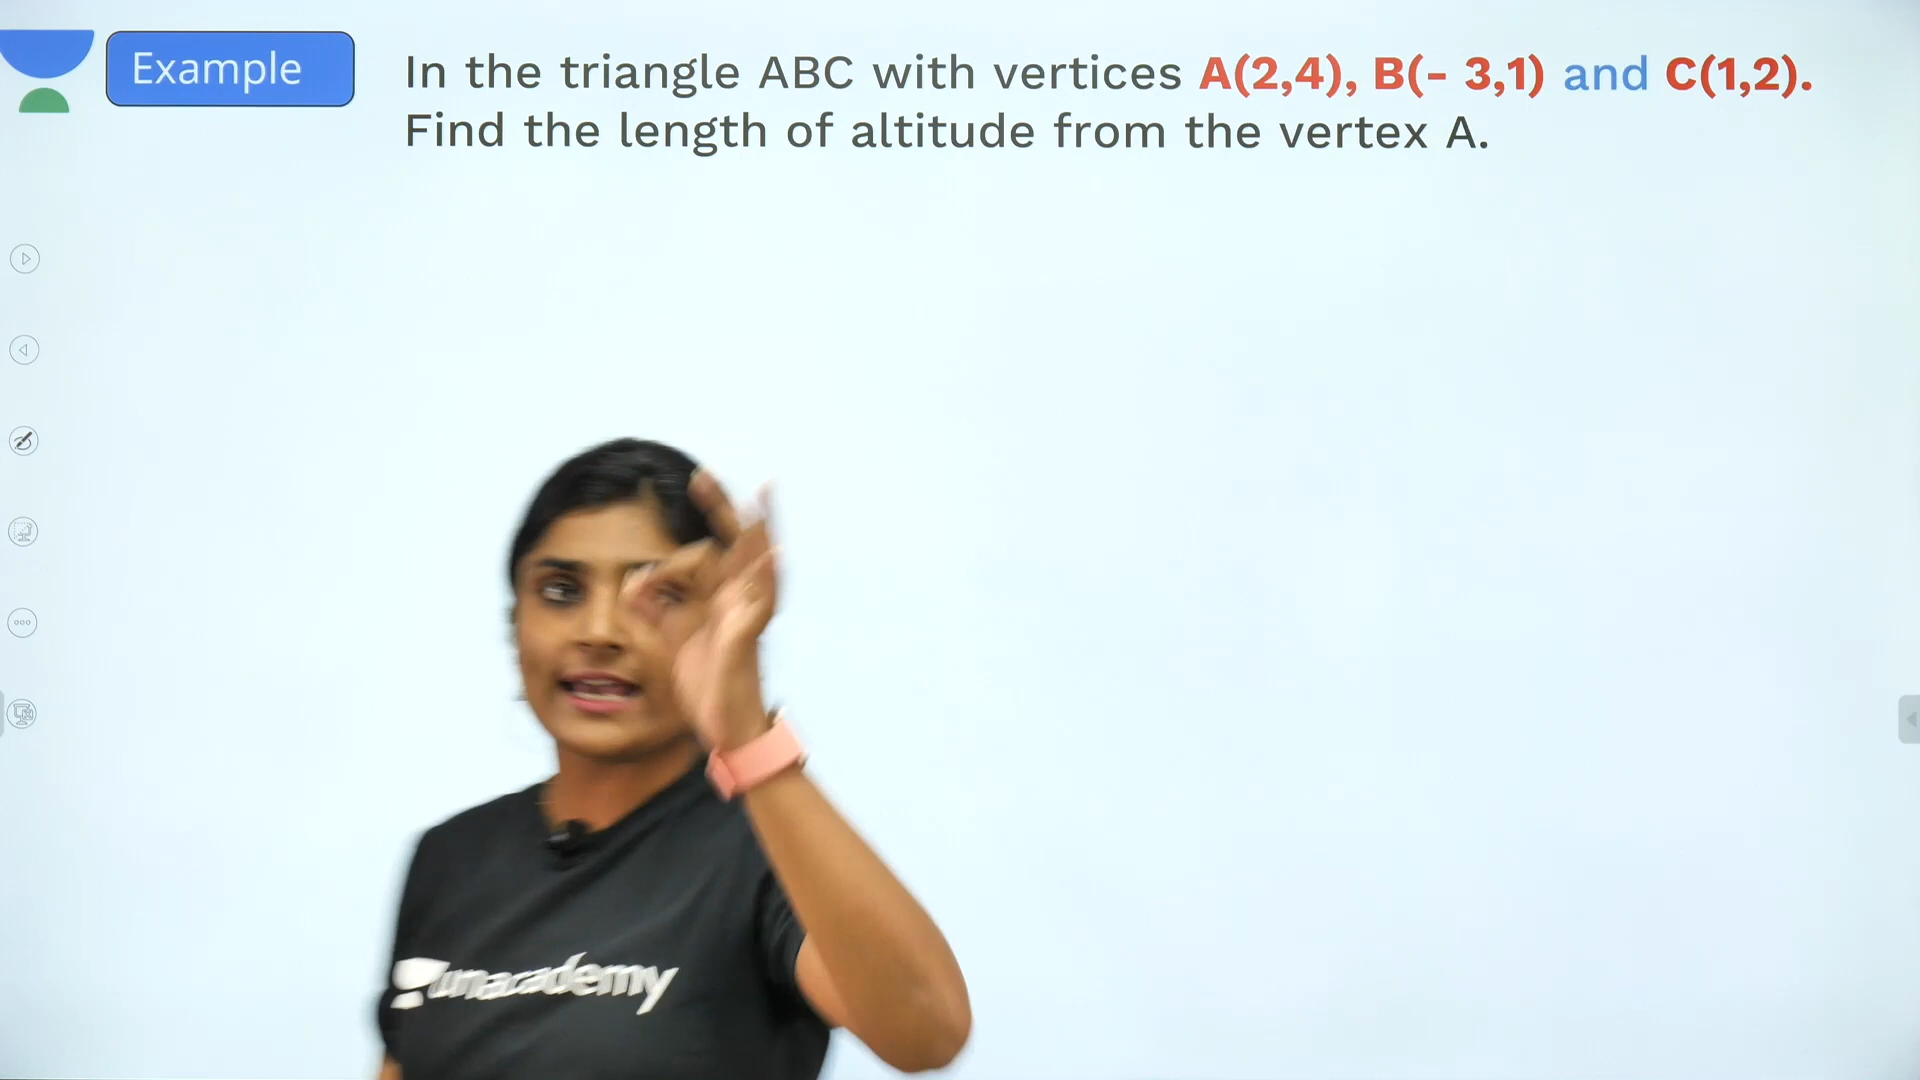 Example
In the triangle ABC with vertices A(2,4), B(- 3,1) and C(1,2).
Find the length of altitude from the vertex A.
unacademy